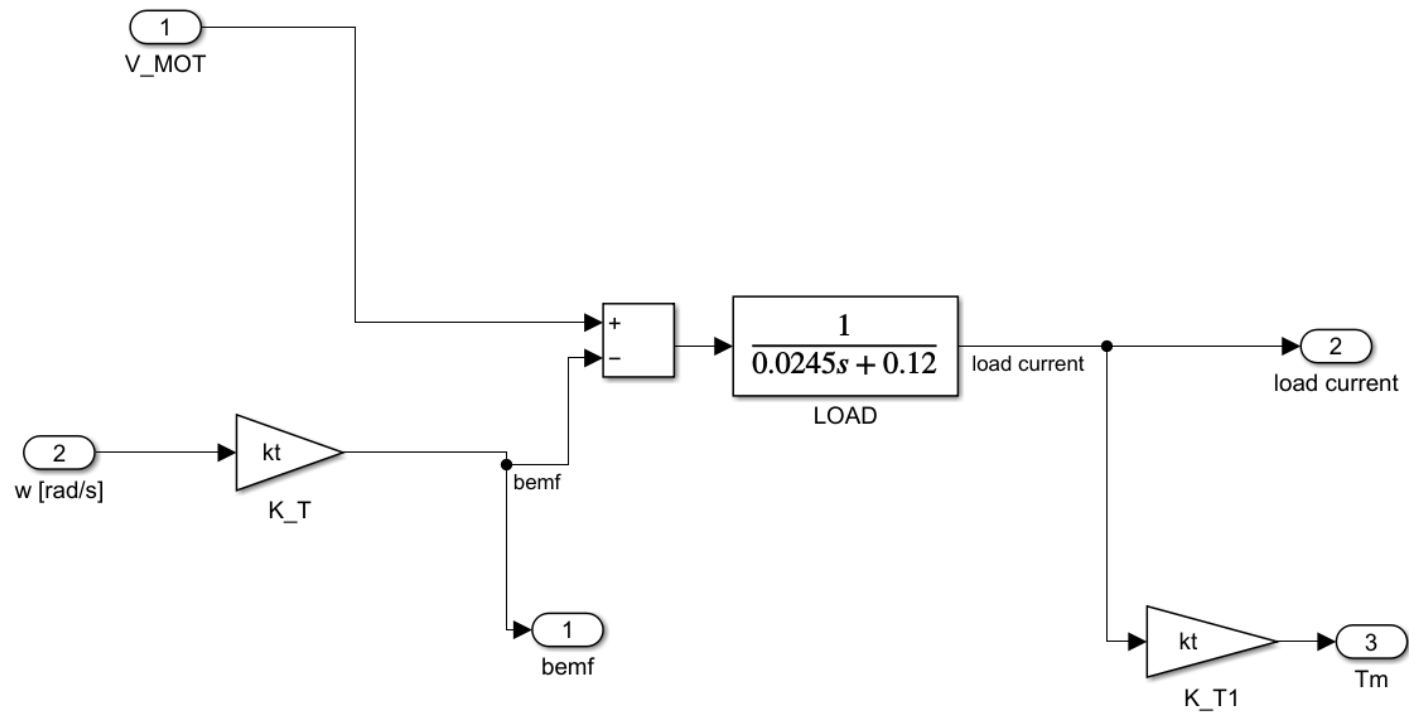 1
V_MOT
+
−
1
0.0245s + 0.12
LOAD
load current
2
load current
2
w [rad/s]
kt
K_T
bemf
1
bemf
kt
K_T1
3
Tm